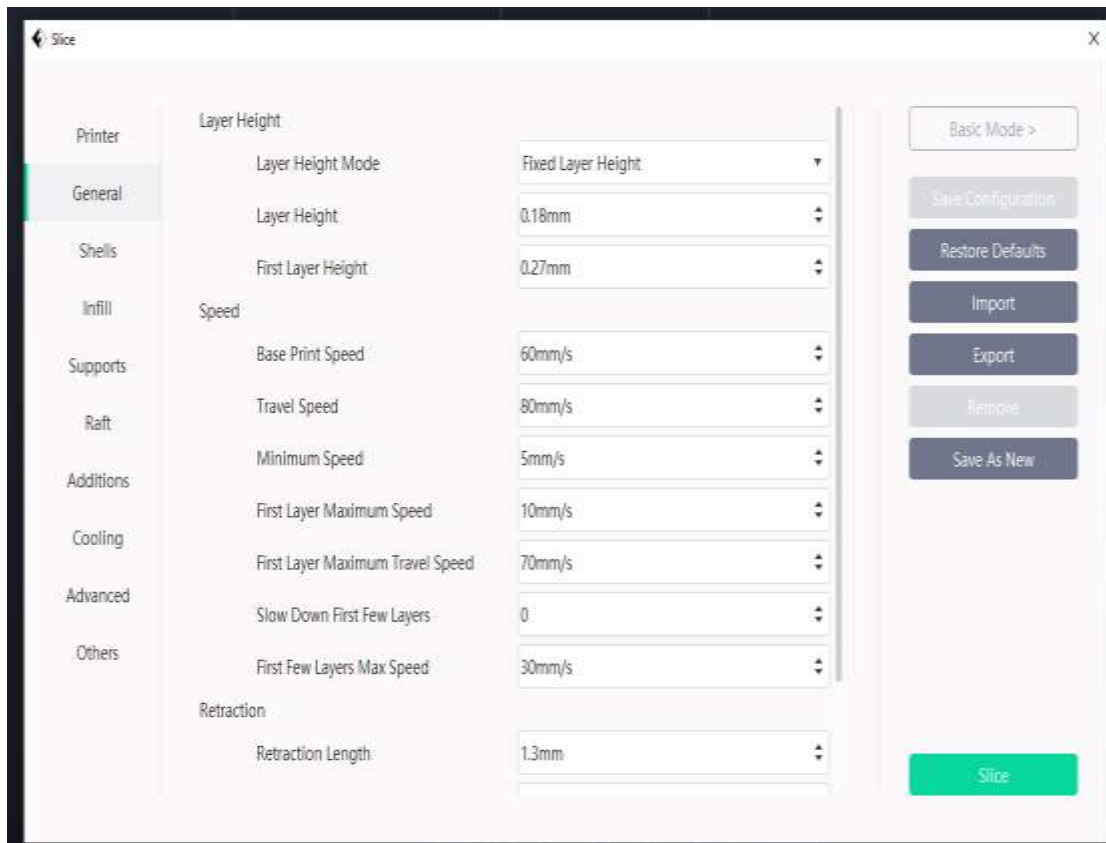 Slice X
Printer
General
Shells
Infill
Supports
Raft
Additions
Cooling
Advanced
Others
Layer Height
Layer Height Mode Fixed Layer Height
Layer Height 0.18mm
First Layer Height 0.27mm
Speed
Base Print Speed 60mm/s
Travel Speed 80mm/s
Minimum Speed 5mm/s
First Layer Maximum Speed 10mm/s
First Layer Maximum Travel Speed 70mm/s
Slow Down First Few Layers 0
First Few Layers Max Speed 30mm/s
Retraction
Retraction Length 1.3mm
Basic Mode >
Save Configuration
Restore Defaults
Import
Export
Remove
Save As New
Slice